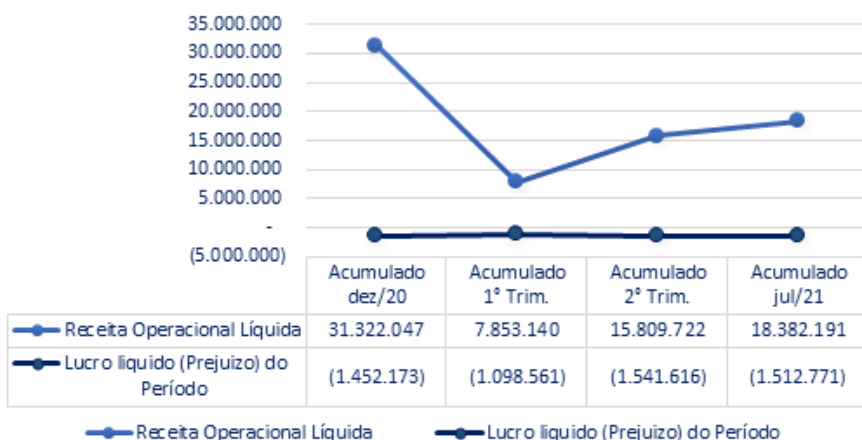 35.000.000
30.000.000
25.000.000
20.000.000
15.000.000
10.000.000
5.000.000
-
(5.000.000)
Acumulado dez/20
Acumulado 1° Trim.
Acumulado 2° Trim.
Acumulado jul/21
Receita Operacional Líquida 31.322.047 7.853.140 15.809.722 18.382.191
Lucro liquido (Prejuizo) do Período (1.452.173) (1.098.561) (1.541.616) (1.512.771)
Receita Operacional Líquida Lucro liquido (Prejuizo) do Período